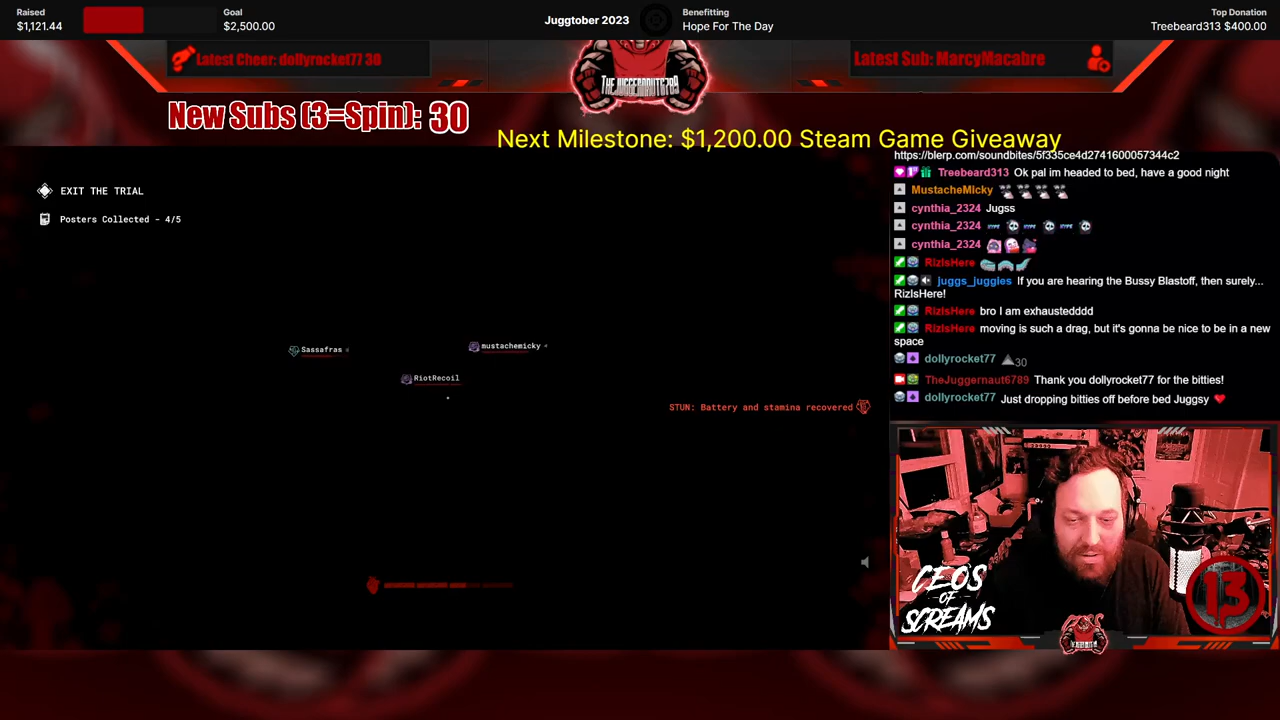 Raised
$1,121.44
Goal
$2,500.00
Juggtober 2023
Benefitting
Hope For The Day
Top Donation
Treebeard313 $400.00
Latest Cheer: dollyrocket77 30
THEJUGGERNAUT6789
Latest Sub: MarcyMacabre
New Subs (3=Spin): 30
Next Milestone: $1,200.00 Steam Game Giveaway
EXIT THE TRIAL
Posters Collected - 4/5
Sassafras
mustachemicky
RiotRecoil
STUN: Battery and stamina recovered
https://blerp.com/soundbites/5f335ce4d2741600057344c2
Treebeard313 Ok pal im headed to bed, have a good night
MustacheMicky
cynthia_2324 Jugss
cynthia_2324
cynthia_2324
RizIsHere
juggs_juggles If you are hearing the Bussy Blastoff, then surely...
RizIsHere!
RizIsHere bro I am exhaustedddd
RizIsHere moving is such a drag, but it's gonna be nice to be in a new
space
dollyrocket77 30
TheJuggernaut6789 Thank you dollyrocket77 for the bitties!
dollyrocket77 Just dropping bitties off before bed Juggsy
CEOS
OF
SCREAMS
13